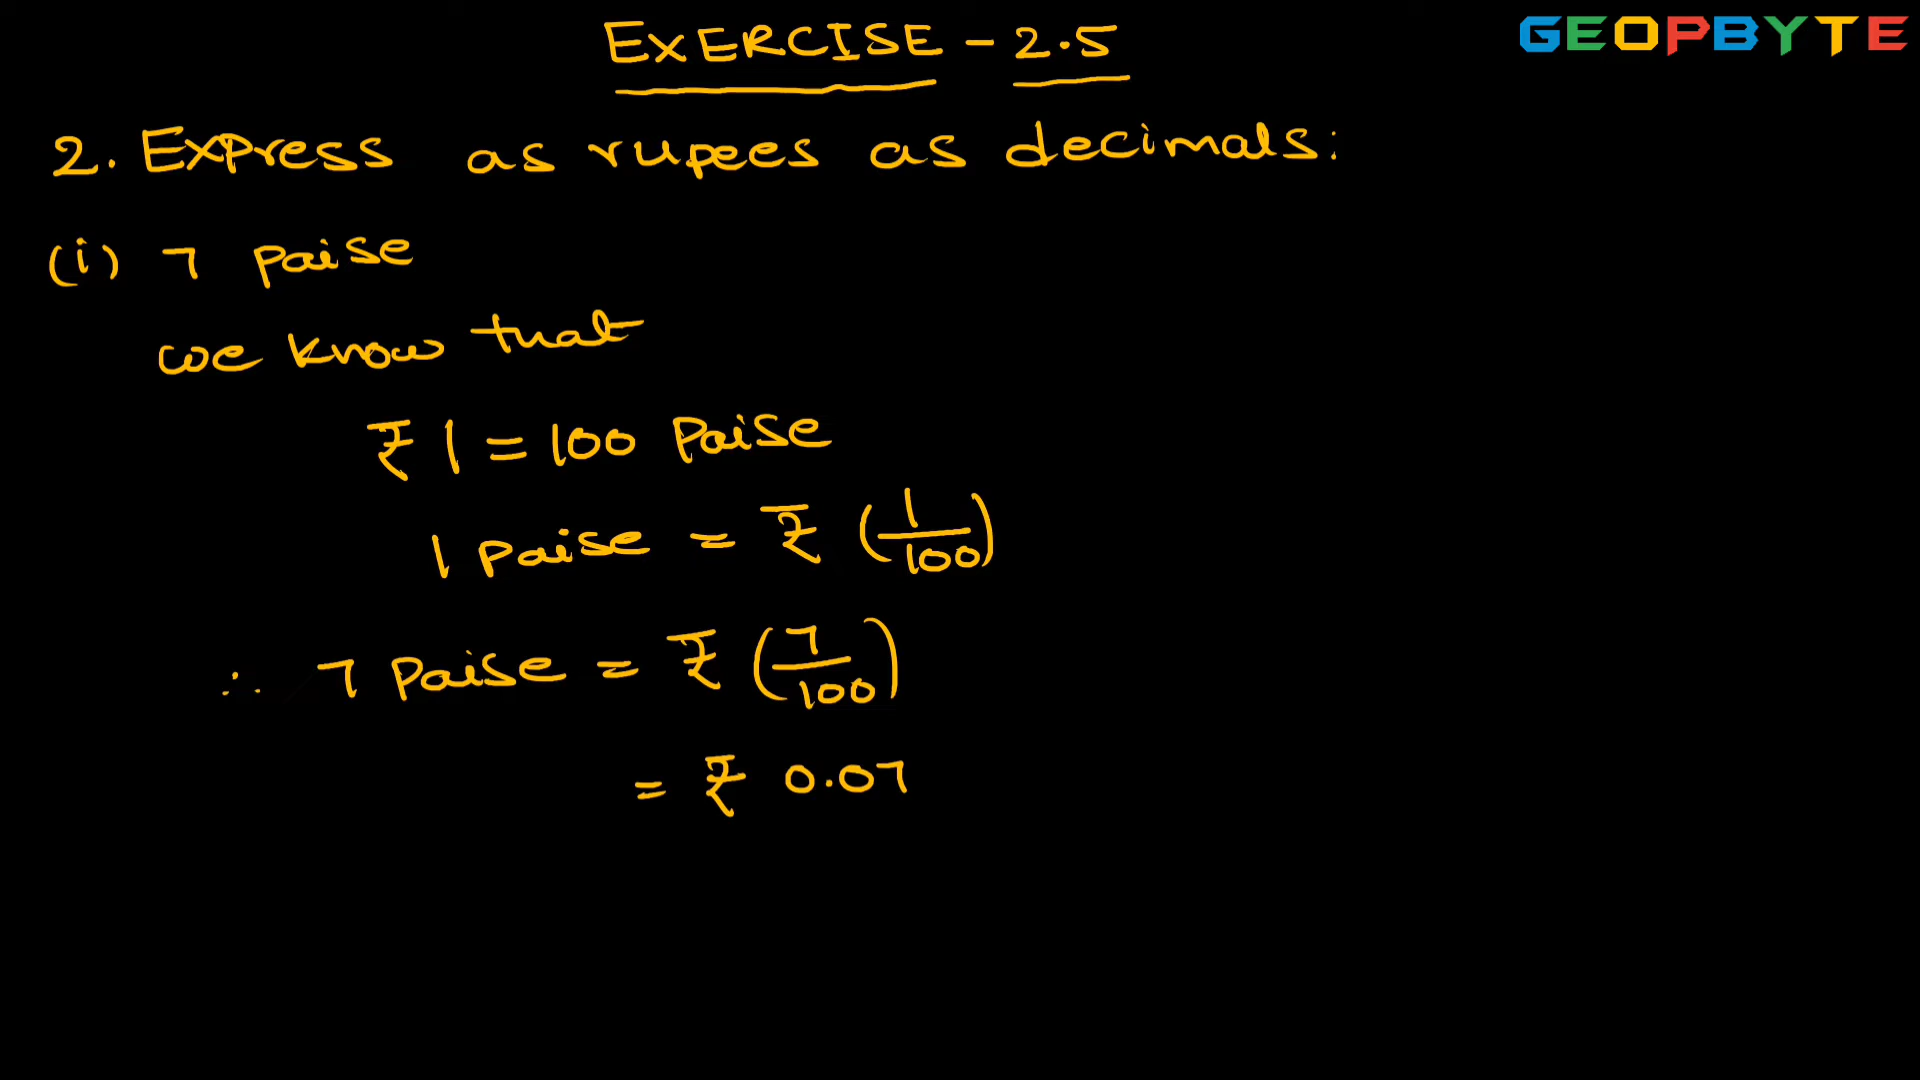 EXERCISE - 2.5
GEOPBYTE
2. Express as rupees as decimals:
(i) 7 paise
we know that
₹ 1 = 100 Paise
1 paise = ₹ (1/100)
∴ 7 Paise = ₹ (7/100)
= ₹ 0.07